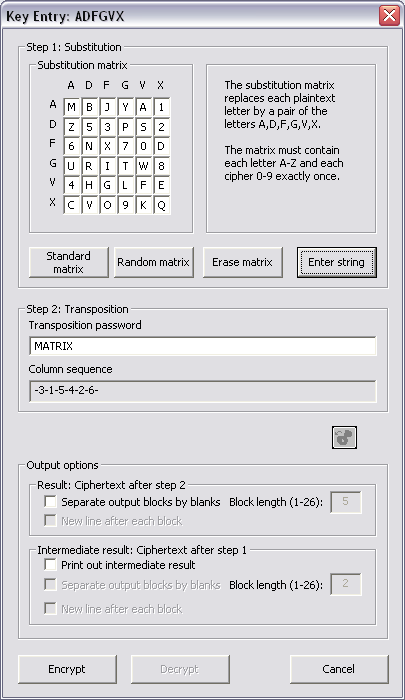 Key Entry: ADFGVX
Step 1: Substitution
Substitution matrix
A D F G V X
A M B J Y A 1
D Z 5 3 P S 2
F 6 N X 7 0 D
G U R I T W 8
V 4 H G L F E
X C V O 9 K Q
The substitution matrix
replaces each plaintext
letter by a pair of the
letters A,D,F,G,V,X.
The matrix must contain
each letter A-Z and each
cipher 0-9 exactly once.
Standard
matrix
Random matrix
Erase matrix
Enter string
Step 2: Transposition
Transposition password
MATRIX
Column sequence
-3-1-5-4-2-6-
Output options
Result: Ciphertext after step 2
Separate output blocks by blanks Block length (1-26): 5
New line after each block
Intermediate result: Ciphertext after step 1
Print out intermediate result
Separate output blocks by blanks Block length (1-26): 2
New line after each block
Encrypt
Decrypt
Cancel